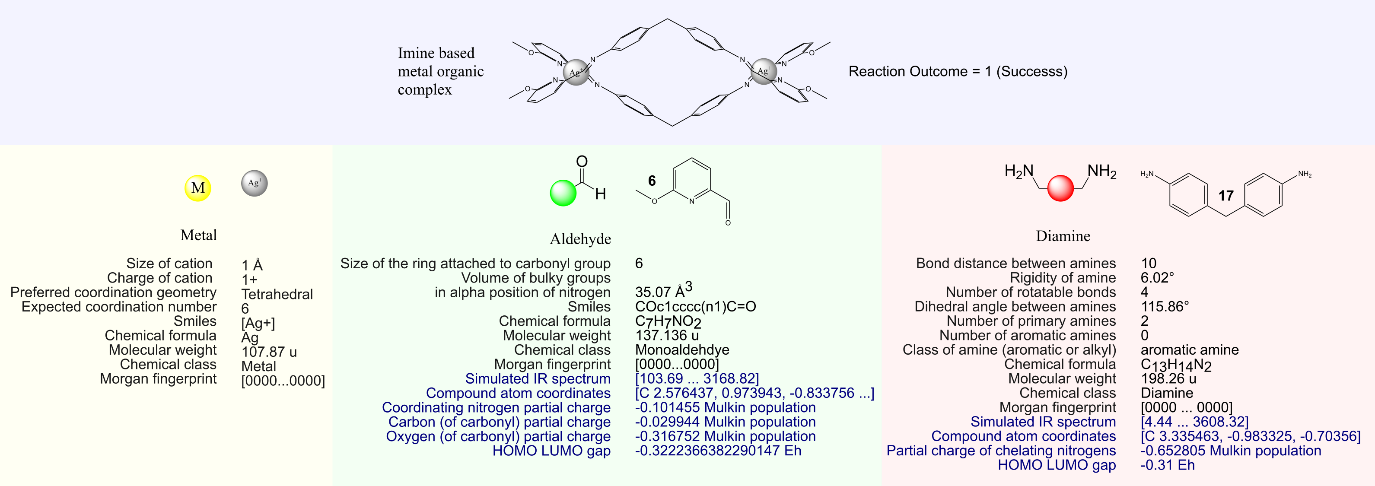 Imine based
metal organic
complex
O
O
N
N
N
N
Ag⁺
N
N
N
N
Ag
O
O
Reaction Outcome = 1 (Successs)
M
Ag⁺
Metal
Size of cation 1 Å
Charge of cation 1+
Preferred coordination geometry Tetrahedral
Expected coordination number 6
Smiles [Ag+]
Chemical formula Ag
Molecular weight 107.87 u
Chemical class Metal
Morgan fingerprint [0000...0000]
O
H
6
O
N
O
Aldehyde
Size of the ring attached to carbonyl group 6
Volume of bulky groups
in alpha position of nitrogen 35.07 Å3
Smiles COc1cccc(n1)C=O
Chemical formula C7H7NO2
Molecular weight 137.136 u
Chemical class Monoaldehdye
Morgan fingerprint [0000...0000]
Simulated IR spectrum [103.69 ... 3168.82]
Compound atom coordinates [C 2.576437, 0.973943, -0.833756 ...]
Coordinating nitrogen partial charge -0.101455 Mulkin population
Carbon (of carbonyl) partial charge -0.029944 Mulkin population
Oxygen (of carbonyl) partial charge -0.316752 Mulkin population
HOMO LUMO gap -0.3222366382290147 Eh
H2N NH2
H2N 17 NH2
Diamine
Bond distance between amines 10
Rigidity of amine 6.02°
Number of rotatable bonds 4
Dihedral angle between amines 115.86°
Number of primary amines 2
Number of aromatic amines 0
Class of amine (aromatic or alkyl) aromatic amine
Chemical formula C13H14N2
Molecular weight 198.26 u
Chemical class Diamine
Morgan fingerprint [0000 ... 0000]
Simulated IR spectrum [4.44 ... 3608.32]
Compound atom coordinates [C 3.335463, -0.983325, -0.70356]
Partial charge of chelating nitrogens -0.652805 Mulkin population
HOMO LUMO gap -0.31 Eh